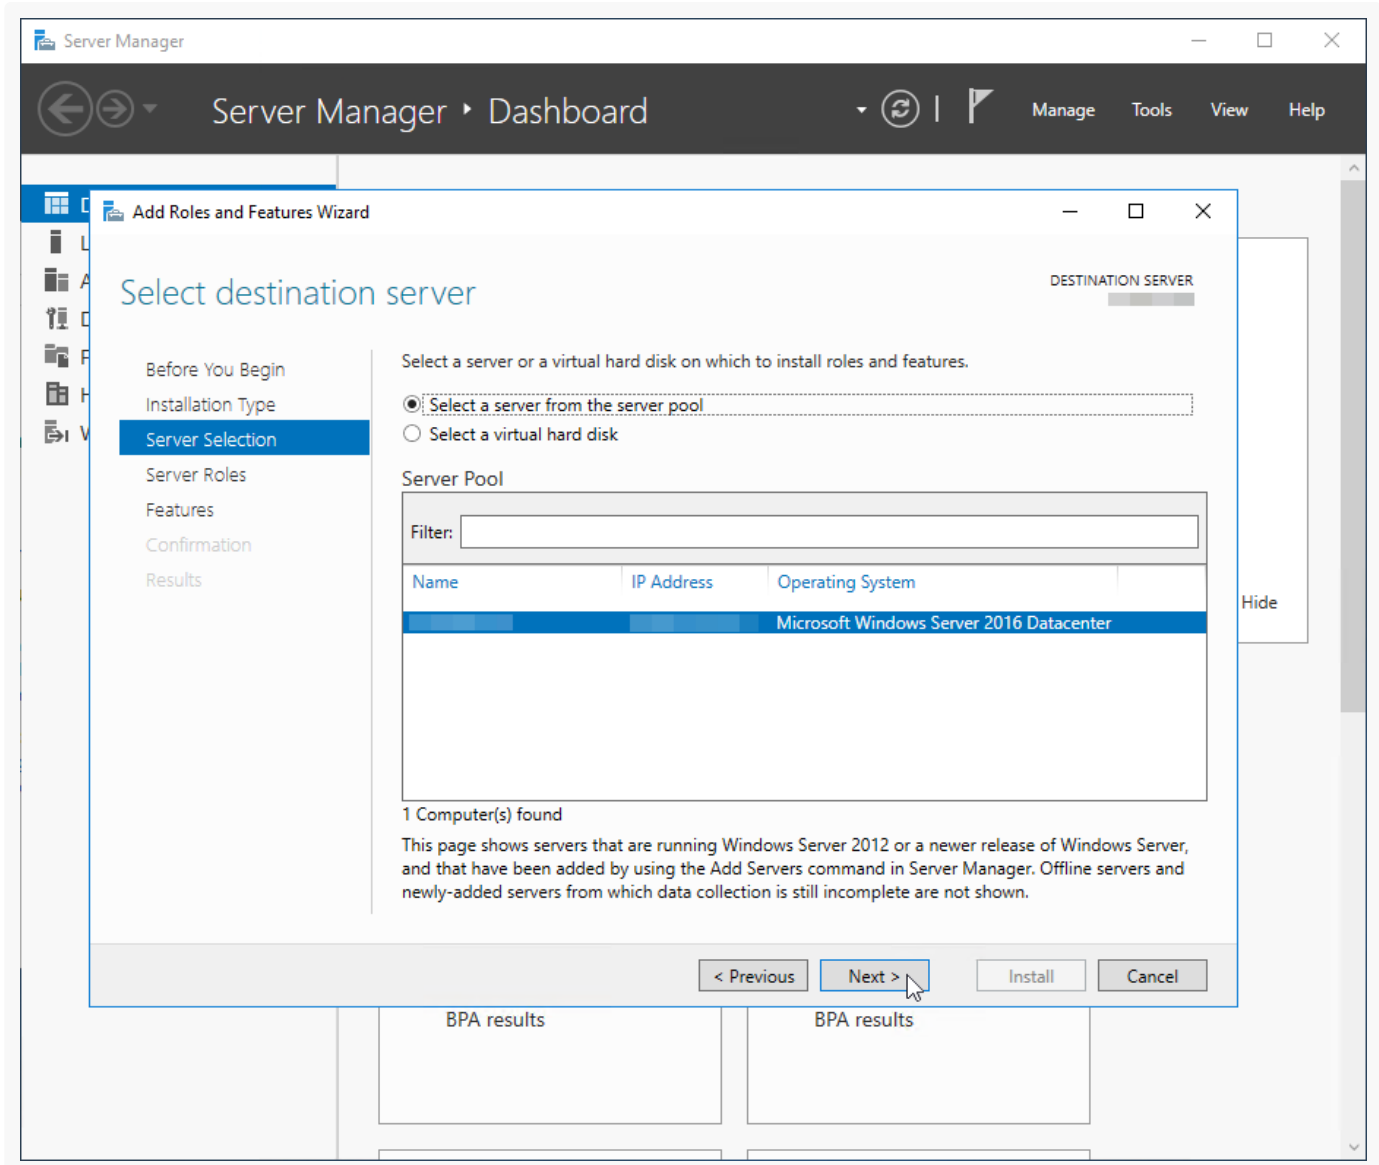 Server Manager
Server Manager ‣ Dashboard
Manage Tools View Help
Add Roles and Features Wizard
Select destination server
DESTINATION SERVER
Before You Begin
Installation Type
Server Selection
Server Roles
Features
Confirmation
Results
Select a server or a virtual hard disk on which to install roles and features.
Select a server from the server pool
Select a virtual hard disk
Server Pool
Filter:
Name IP Address Operating System
Microsoft Windows Server 2016 Datacenter
1 Computer(s) found
This page shows servers that are running Windows Server 2012 or a newer release of Windows Server,
and that have been added by using the Add Servers command in Server Manager. Offline servers and
newly-added servers from which data collection is still incomplete are not shown.
< Previous Next > Install Cancel
Hide
BPA results BPA results